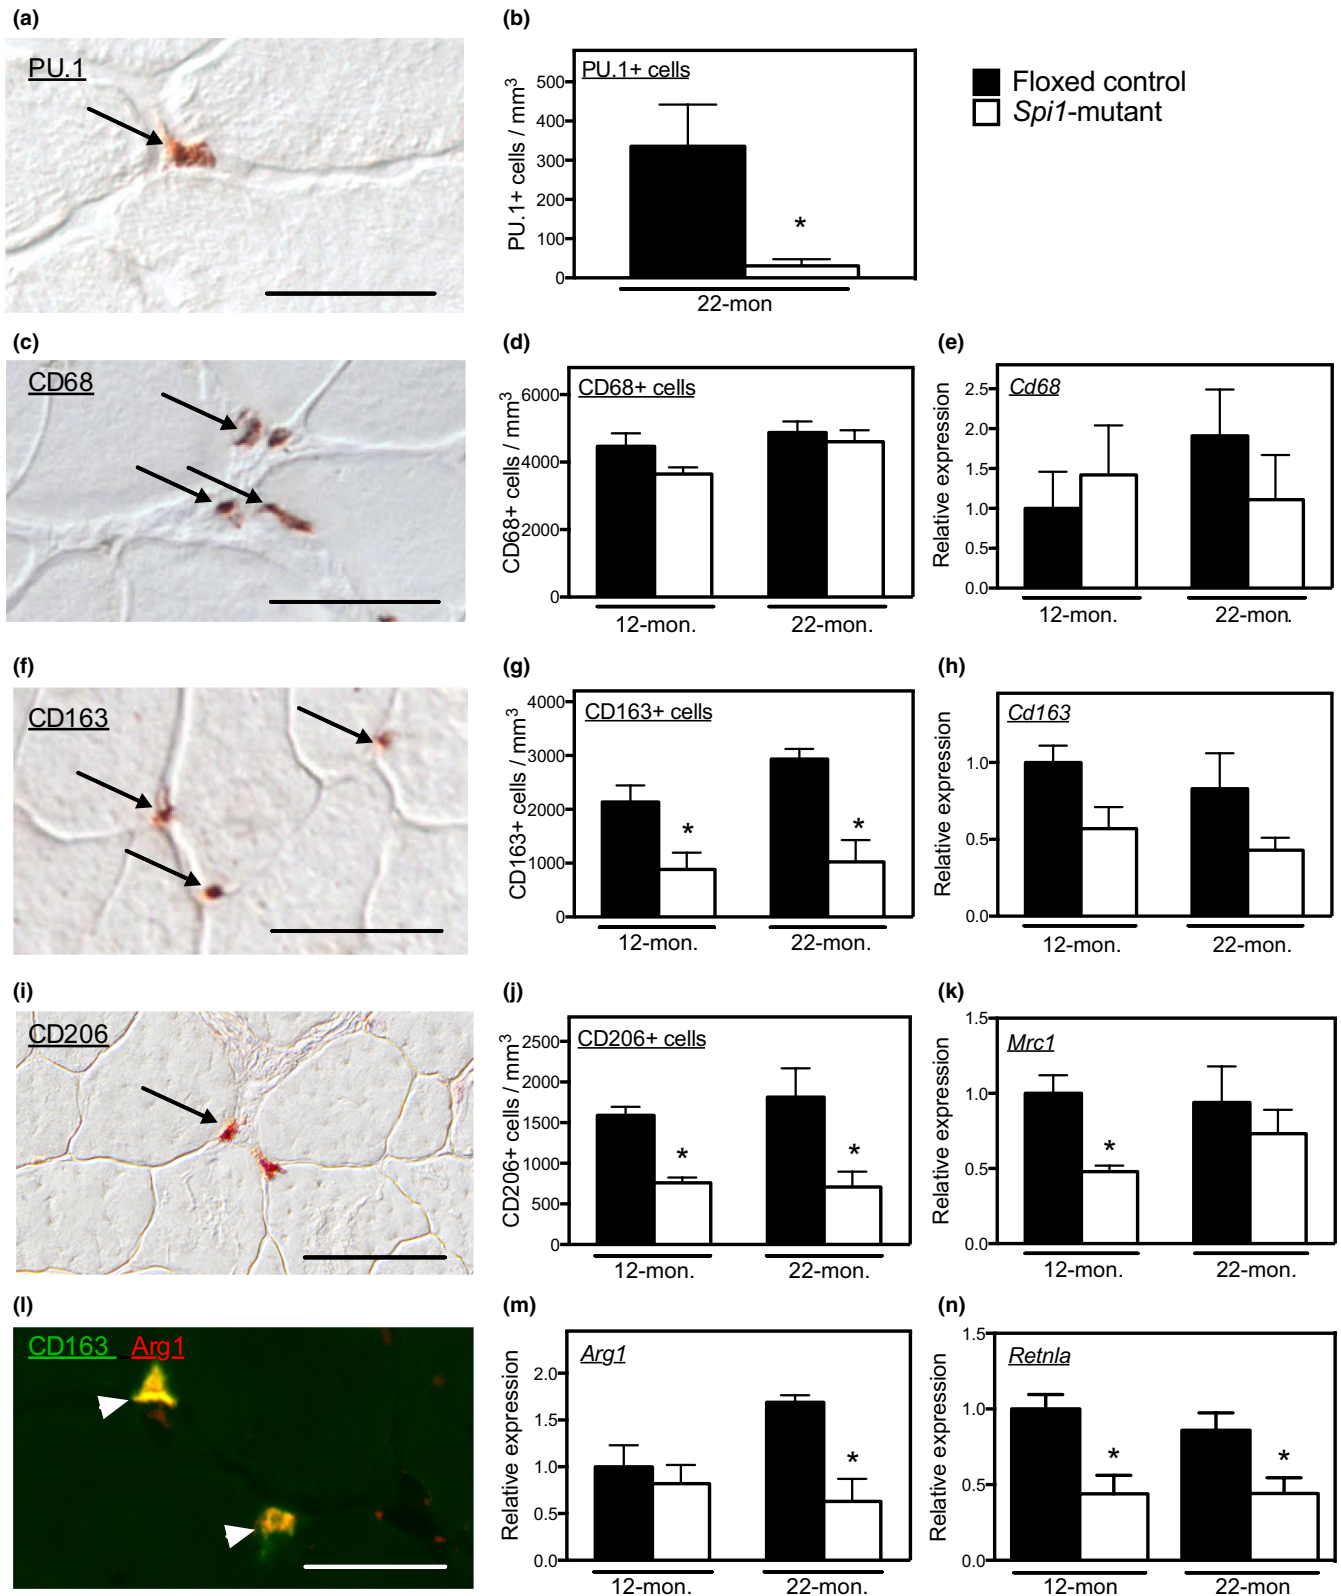 (a)
PU.1
(b)
PU.1+ cells
PU.1+ cells / mm³
500
400
300
200
100
0
*
22-mon
Floxed control
Spi1-mutant
(c)
CD68
(d)
CD68+ cells
CD68+ cells / mm³
6000
4000
2000
0
12-mon.
22-mon.
(e)
Cd68
Relative expression
2.5
2.0
1.5
1.0
0.5
1.0
12-mon.
22-mon.
(f)
CD163
(g)
CD163+ cells
CD163+ cells / mm³
4000
3000
2000
1000
0
*
*
12-mon.
22-mon.
(h)
Cd163
Relative expression
1.0
0.5
0.0
12-mon.
22-mon.
(i)
CD206
(j)
CD206+ cells
CD206+ cells / mm³
2500
2000
1500
1000
500
0
*
*
12-mon.
22-mon.
(k)
Mrc1
Relative expression
1.5
1.0
0.5
0.0
*
12-mon.
22-mon.
(l)
CD163 Arg1
(m)
Arg1
Relative expression
2.0
1.5
1.0
0.5
0.0
*
12-mon.
22-mon.
(n)
Retnla
Relative expression
1.5
1.0
0.5
0.0
*
*
12-mon
22-mon